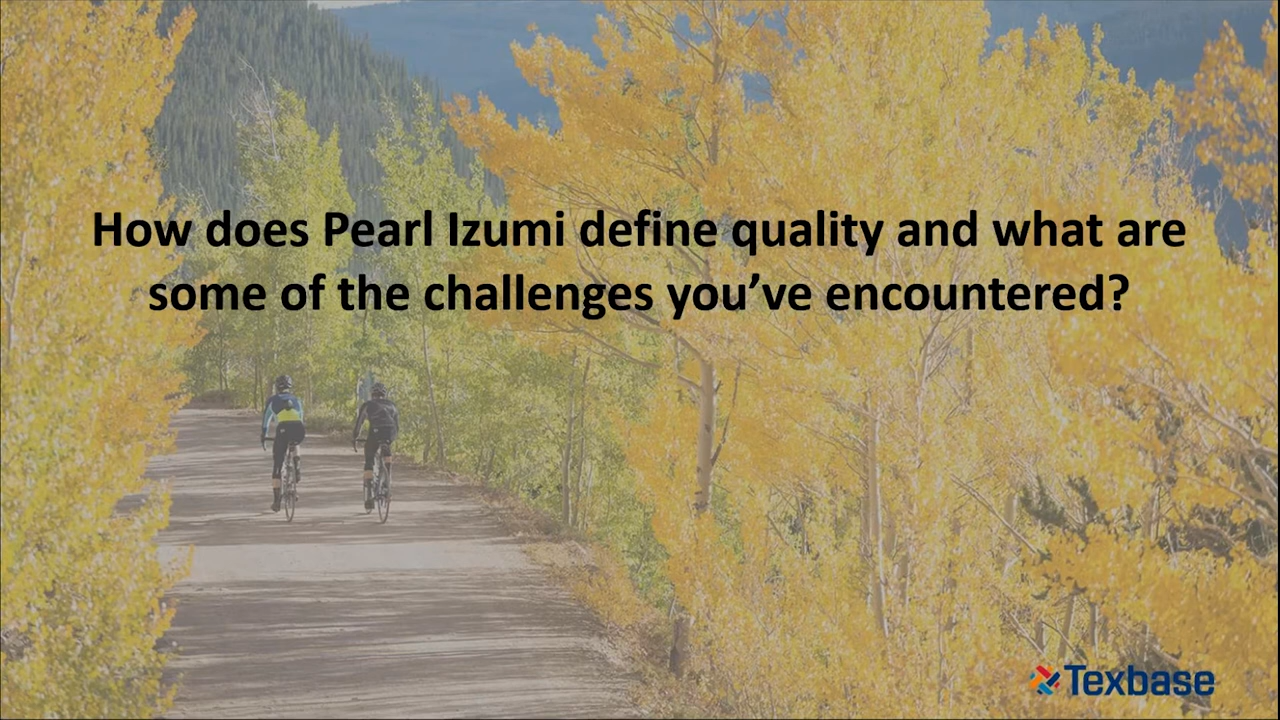 How does Pearl Izumi define quality and what are
some of the challenges you’ve encountered?
Texbase